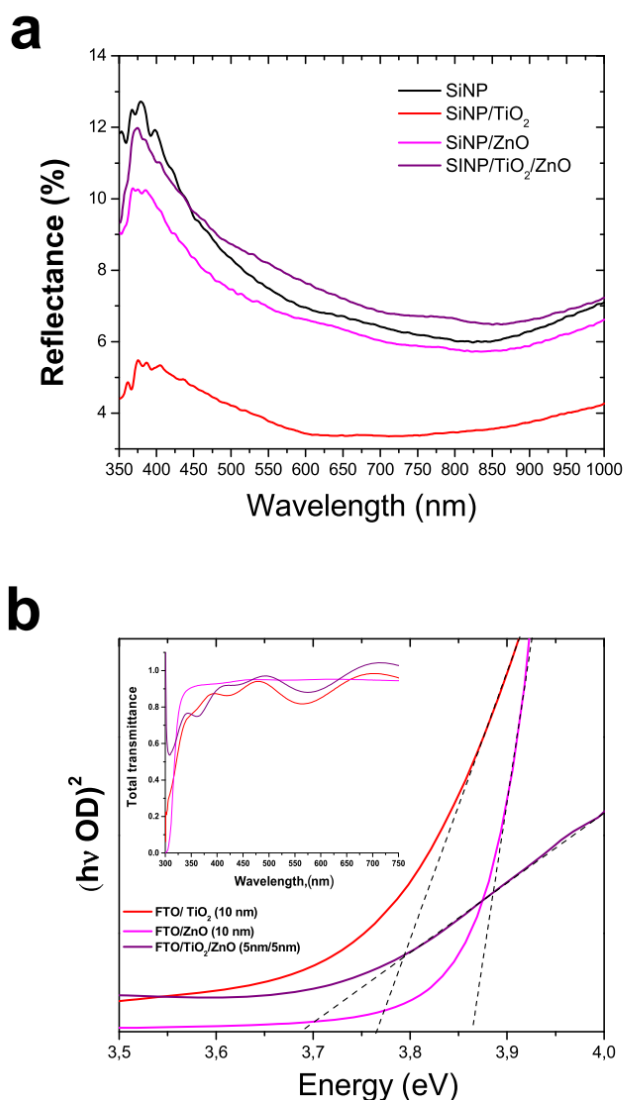 a
14
12
10
8
6
4
Reflectance (%)
SiNP
SiNP/TiO₂
SiNP/ZnO
SINP/TiO₂/ZnO
350 400 450 500 550 600 650 700 750 800 850 900 950 1000
Wavelength (nm)
b
(hν OD)²
1.0
0.8
0.6
0.4
0.2
0.0
Total transmittance
300 350 400 450 500 550 600 650 700 750
Wavelength,(nm)
FTO/ TiO₂ (10 nm)
FTO/ZnO (10 nm)
FTO/TiO₂/ZnO (5nm/5nm)
3,5 3,6 3,7 3,8 3,9 4,0
Energy (eV)